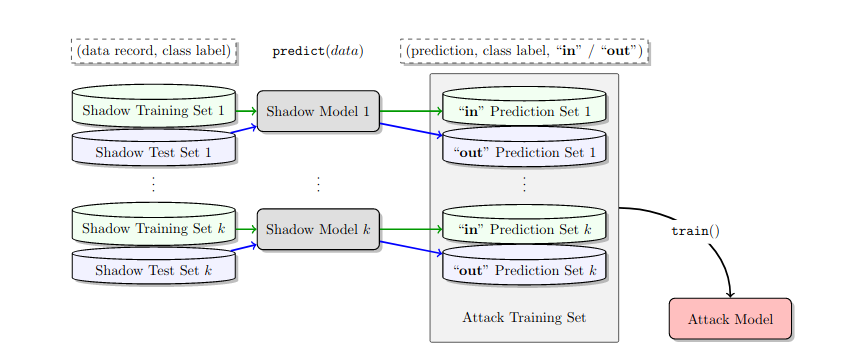 (data record, class label)
predict(data)
(prediction, class label, “in” / “out”)
Shadow Training Set 1
Shadow Model 1
“in” Prediction Set 1
Shadow Test Set 1
“out” Prediction Set 1
⋮ ⋮ ⋮
Shadow Training Set k
Shadow Model k
“in” Prediction Set k
train()
Shadow Test Set k
“out” Prediction Set k
Attack Training Set
Attack Model